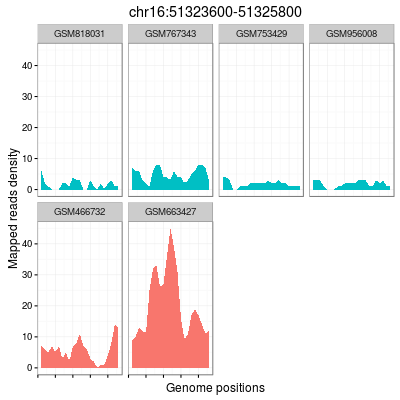 chr16:51323600-51325800
GSM818031 GSM767343 GSM753429 GSM956008
40
30
20
10
0
Mapped reads density
GSM466732 GSM663427
40
30
20
10
0
Genome positions